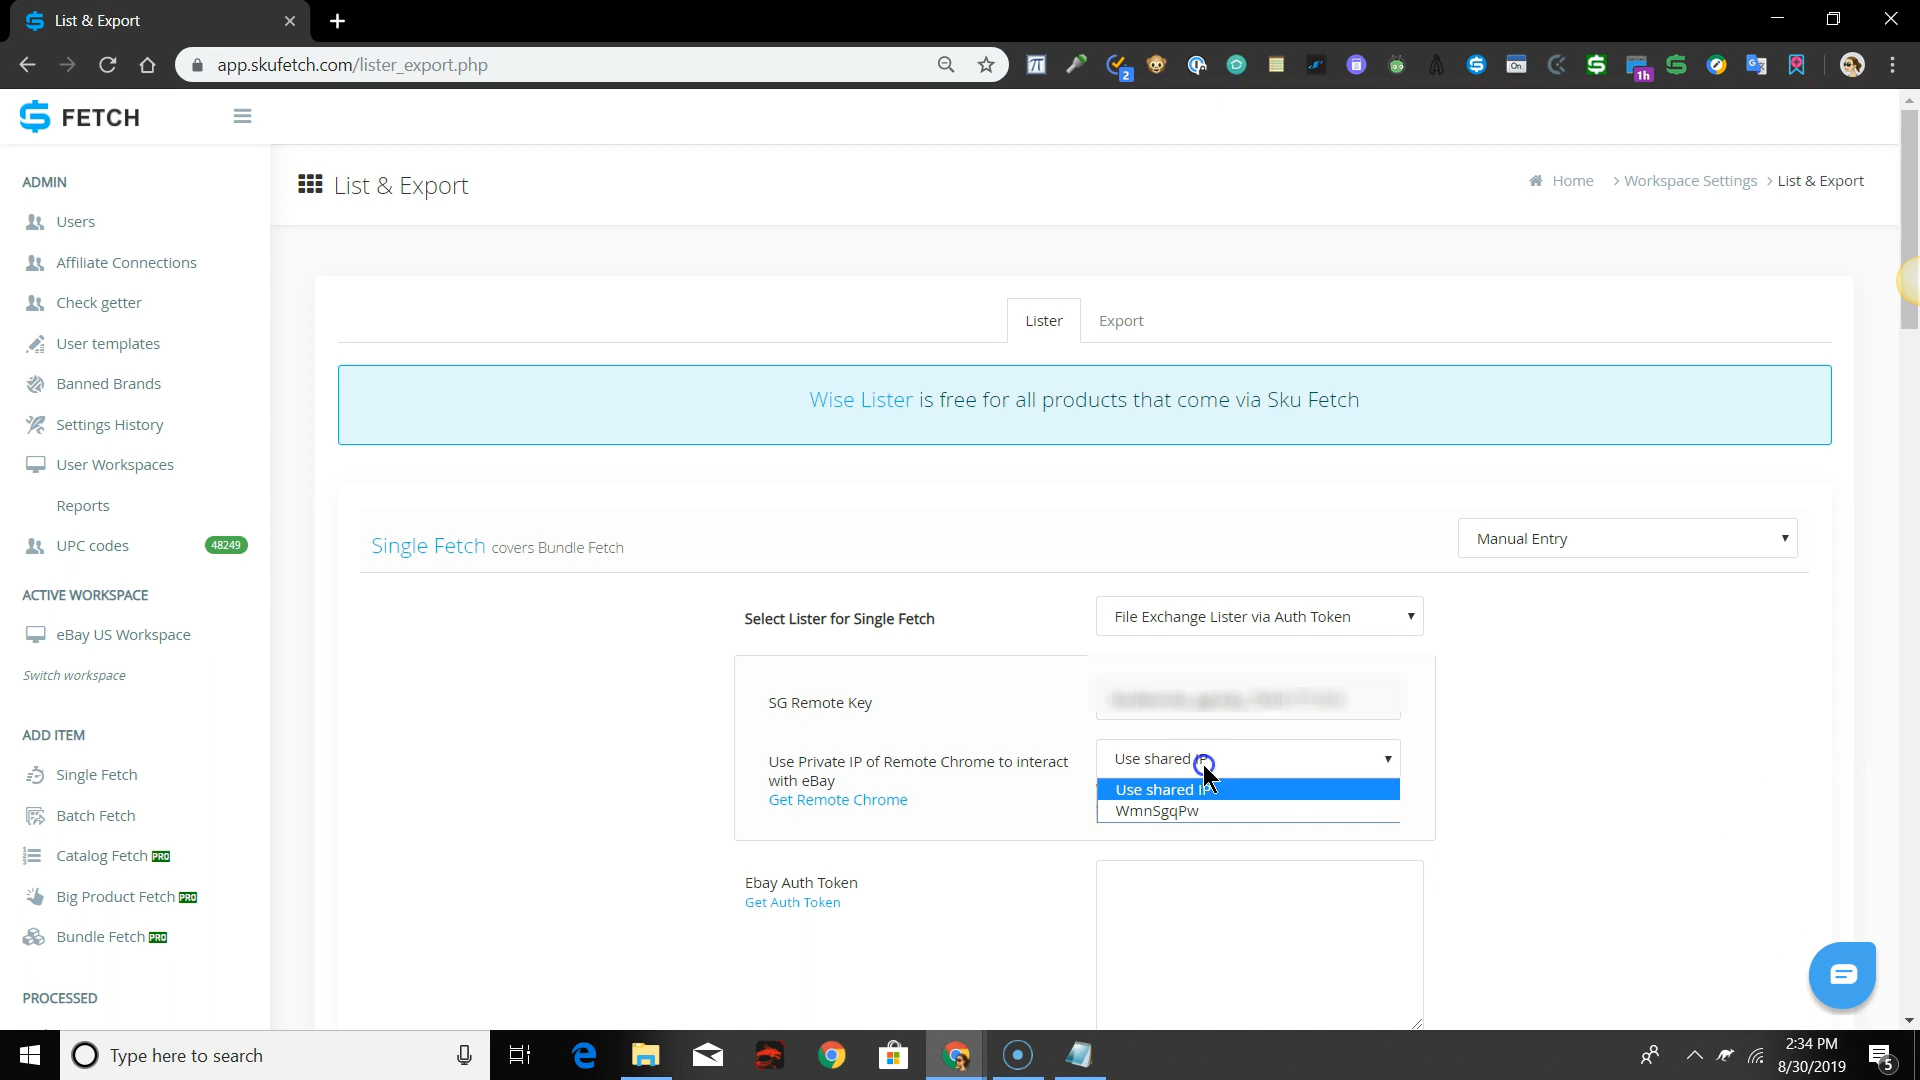 List & Export
app.skufetch.com/lister_export.php
2
On
1h
FETCH
ADMIN
Users
Affiliate Connections
Check getter
User templates
Banned Brands
Settings History
User Workspaces
Reports
UPC codes 48249
ACTIVE WORKSPACE
eBay US Workspace
Switch workspace
ADD ITEM
Single Fetch
Batch Fetch
Catalog Fetch PRO
Big Product Fetch PRO
Bundle Fetch PRO
PROCESSED
List & Export
Home > Workspace Settings > List & Export
Lister Export
Wise Lister is free for all products that come via Sku Fetch
Single Fetch covers Bundle Fetch
Manual Entry
Select Lister for Single Fetch
File Exchange Lister via Auth Token
SG Remote Key
Use Private IP of Remote Chrome to interact
with eBay
Get Remote Chrome
Use shared IP
Use shared IP
WmnSgqPw
Ebay Auth Token
Get Auth Token
Type here to search
2:34 PM
8/30/2019
5